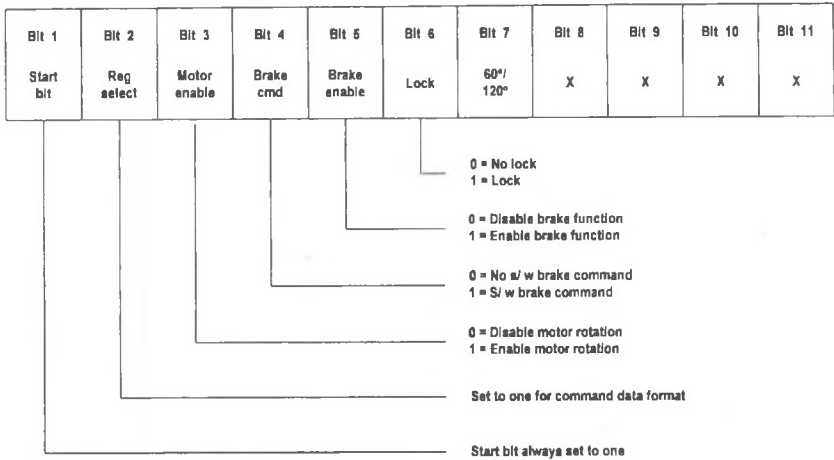 Bit 1 Bit 2 Bit 3 Bit 4 Bit 5 Bit 6 Bit 7 Bit 8 Bit 9 Bit 10 Bit 11
Start bit Reg select Motor enable Brake cmd Brake enable Lock 60°/ 120° X X X X
0 = No lock
1 = Lock
0 = Disable brake function
1 = Enable brake function
0 = No s/ w brake command
1 = S/ w brake command
0 = Disable motor rotation
1 = Enable motor rotation
Set to one for command data format
Start bit always set to one